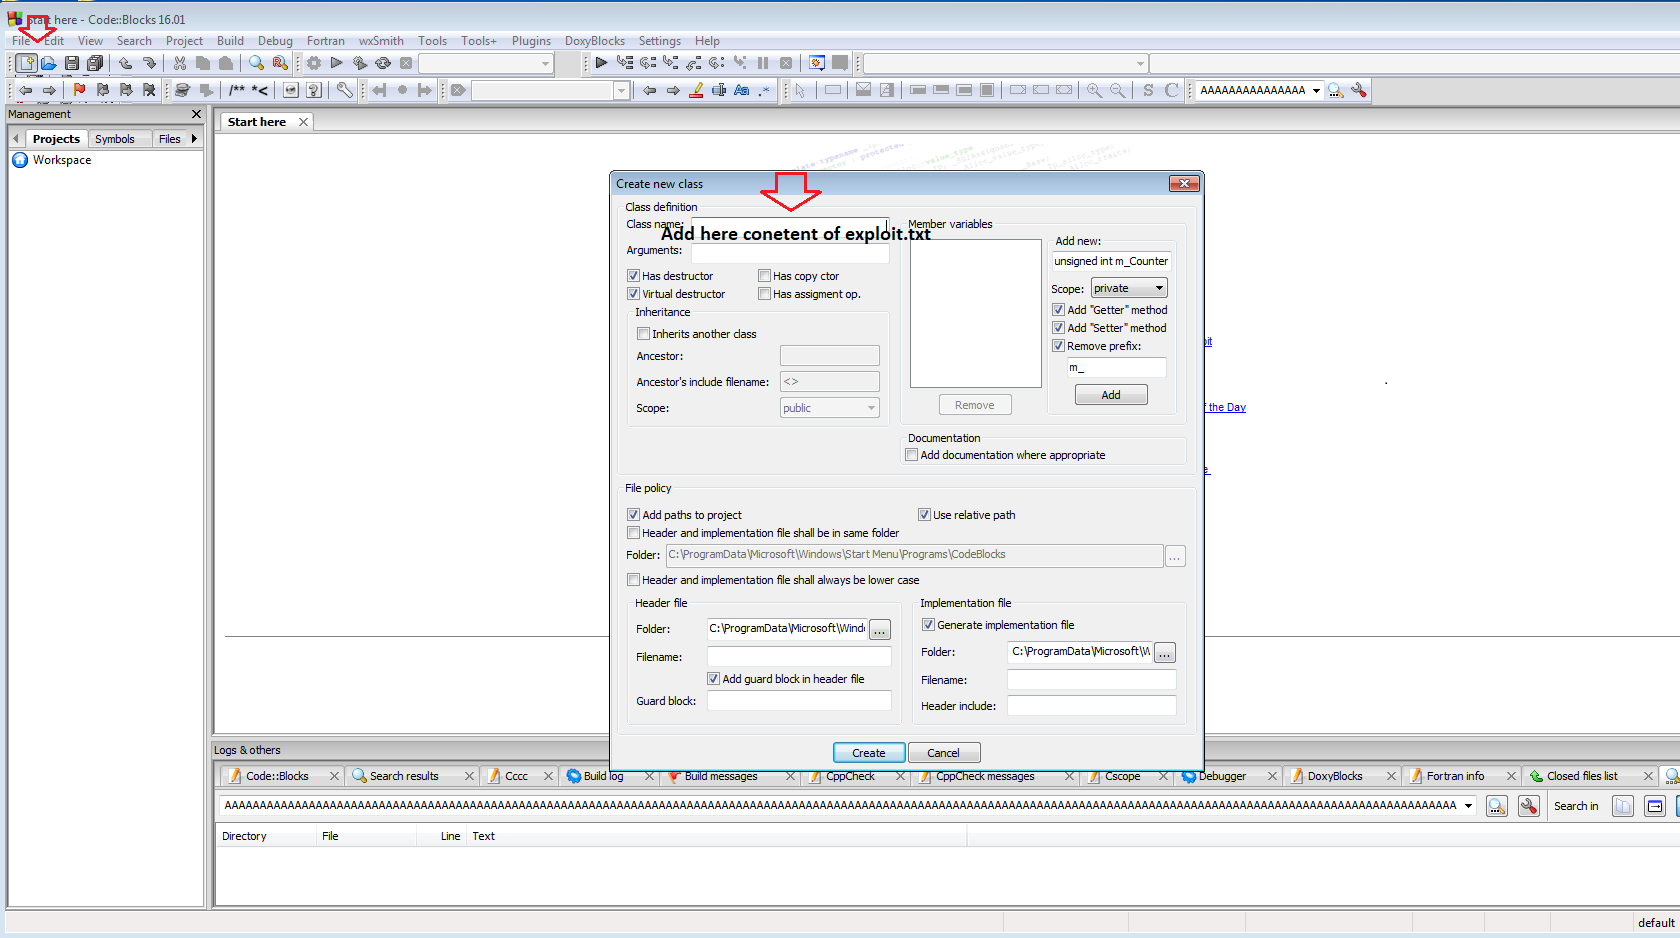 Start here - Code::Blocks 16.01
File Edit View Search Project Build Debug Fortran wxSmith Tools Tools+ Plugins DoxyBlocks Settings Help
/** *< Aa .* S C AAAAAAAAAAAAAAA
Management
Start here
Projects Symbols Files
Workspace
Create new class
Class definition
Class name:
Add here conetent of exploit.txt
Arguments:
Has destructor Has copy ctor
Virtual destructor Has assigment op.
Inheritance
Inherits another class
Ancestor:
Ancestor's include filename: <>
Scope: public
Member variables
Add new:
unsigned int m_Counter
Scope: private
Add "Getter" method
Add "Setter" method
Remove prefix:
m_
Add
Remove
Documentation
Add documentation where appropriate
of the Day
File policy
Add paths to project Use relative path
Header and implementation file shall be in same folder
Folder: C:\ProgramData\Microsoft\Windows\Start Menu\Programs\CodeBlocks ...
Header and implementation file shall always be lower case
Header file
Folder: C:\ProgramData\Microsoft\Windo ...
Filename:
Add guard block in header file
Guard block:
Implementation file
Generate implementation file
Folder: C:\ProgramData\Microsoft\W ...
Filename:
Header include:
Create Cancel
Logs & others
Code::Blocks Search results Cccc Build log Build messages CppCheck CppCheck messages Cscope Debugger DoxyBlocks Fortran info Closed files list
Search in
Directory File Line Text
default